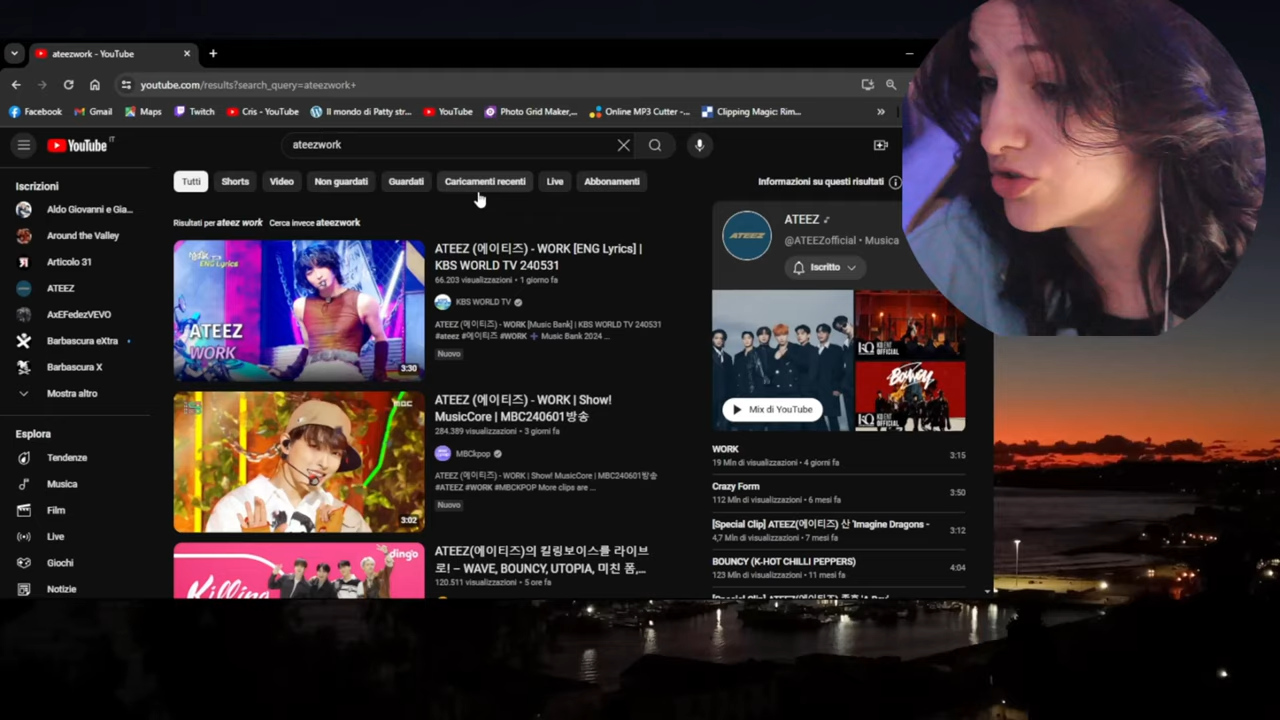 ateezwork - YouTube
youtube.com/results?search_query=ateezwork+
Facebook
Gmail
Maps
Twitch
Cris - YouTube
Il mondo di Patty str...
YouTube
Photo Grid Maker,...
Online MP3 Cutter -...
Clipping Magic: Rim...
YouTube IT
ateezwork
Tutti
Shorts
Video
Non guardati
Guardati
Caricamenti recenti
Live
Abbonamenti
Informazioni su questi risultati
Iscrizioni
Aldo Giovanni e Gia...
Around the Valley
Articolo 31
ATEEZ
AxEFedezVEVO
Barbascura eXtra
Barbascura X
Mostra altro
Esplora
Tendenze
Musica
Film
Live
Giochi
Notizie
Risultati per ateez work Cerca invece ateezwork
ENG Lyrics
ATEEZ
WORK
3:30
ATEEZ (에이티즈) - WORK [ENG Lyrics] |
KBS WORLD TV 240531
66.203 visualizzazioni • 1 giorno fa
KBS WORLD TV
ATEEZ (에이티즈) - WORK [Music Bank] | KBS WORLD TV 240531
#ateez #에이티즈 #WORK ➕ Music Bank 2024 ...
Nuovo
MBC
3:02
ATEEZ (에이티즈) - WORK | Show!
MusicCore | MBC240601방송
284.389 visualizzazioni • 3 giorni fa
MBCkpop
ATEEZ(에이티즈) - WORK | Show! MusicCore | MBC240601방송
#ATEEZ #WORK #MBCKPOP More clips are ...
Nuovo
dingo
Killing
ATEEZ(에이티즈)의 킬링보이스를 라이브
로! – WAVE, BOUNCY, UTOPIA, 미친 폼,...
120.511 visualizzazioni • 5 ore fa
ATEEZ
ATEEZ
@ATEEZofficial • Musica
Iscritto
KQ ENT OFFICIAL
BOUNCY
KQ ENT OFFICIAL
Mix di YouTube
WORK
19 Mln di visualizzazioni • 4 giorni fa
3:15
Crazy Form
112 Mln di visualizzazioni • 6 mesi fa
3:50
[Special Clip] ATEEZ(에이티즈) 산 'Imagine Dragons -
4,7 Mln di visualizzazioni • 7 mesi fa
3:12
BOUNCY (K-HOT CHILLI PEPPERS)
123 Mln di visualizzazioni • 11 mesi fa
4:04